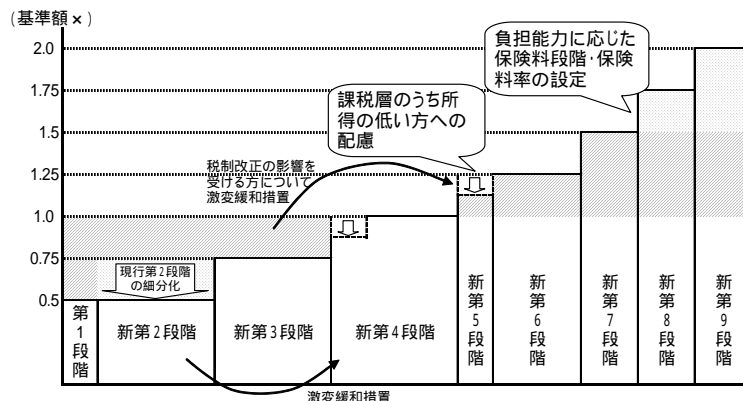 (基準額×)
2.0
1.75
1.5
1.25
1.0
0.75
0.5
負担能力に応じた
保険料段階・保険
料率の設定
課税層のうち所
得の低い方への
配慮
税制改正の影響を
受ける方について
激変緩和措置
現行第2段階
の細分化
第1段階
新第2段階
新第3段階
新第4段階
新第5段階
新第6段階
新第7段階
新第8段階
新第9段階
激変緩和措置